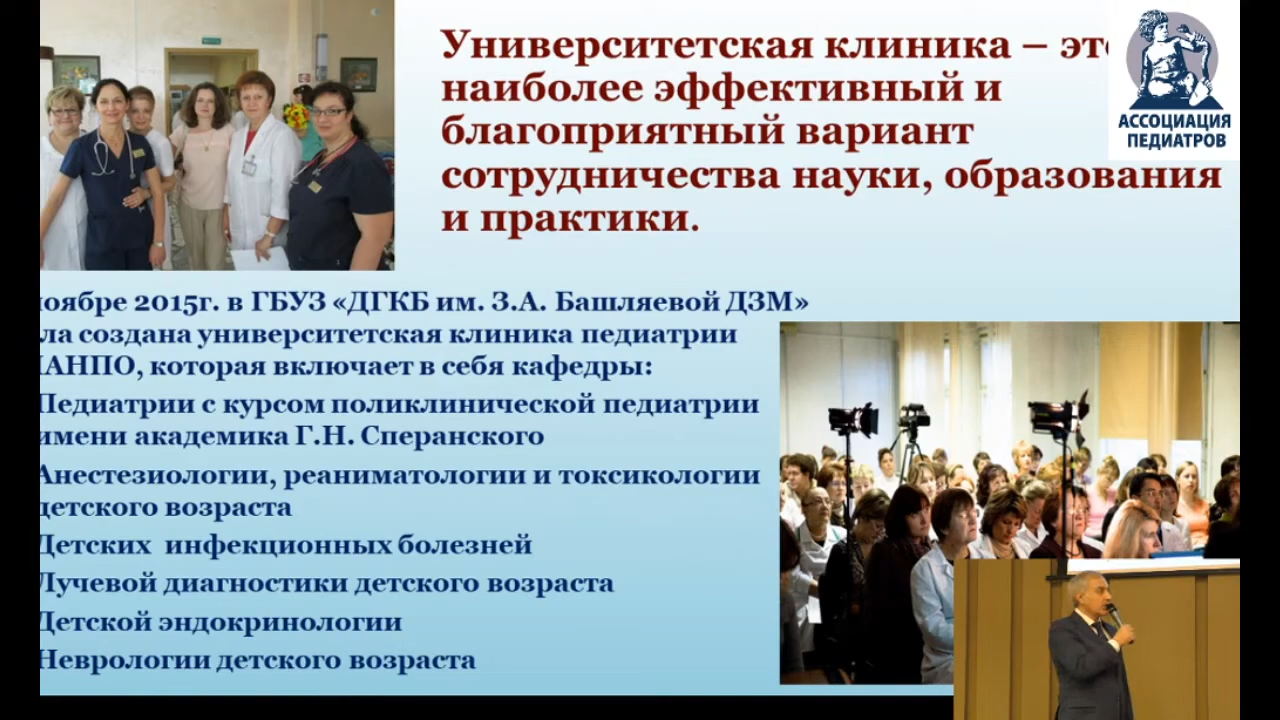 Университетская клиника – это
наиболее эффективный и
благоприятный вариант
сотрудничества науки, образования
и практики.
АССОЦИАЦИЯ
ПЕДИАТРОВ
ноябре 2015г. в ГБУЗ «ДГКБ им. З.А. Башляевой ДЗМ»
ла создана университетская клиника педиатрии
МАНПО, которая включает в себя кафедры:
Педиатрии с курсом поликлинической педиатрии
имени академика Г.Н. Сперанского
Анестезиологии, реаниматологии и токсикологии
детского возраста
Детских инфекционных болезней
Лучевой диагностики детского возраста
Детской эндокринологии
Неврологии детского возраста